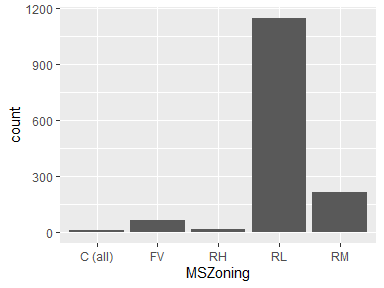 1200
900
600
300
0
count
C (all) FV RH RL RM
MSZoning